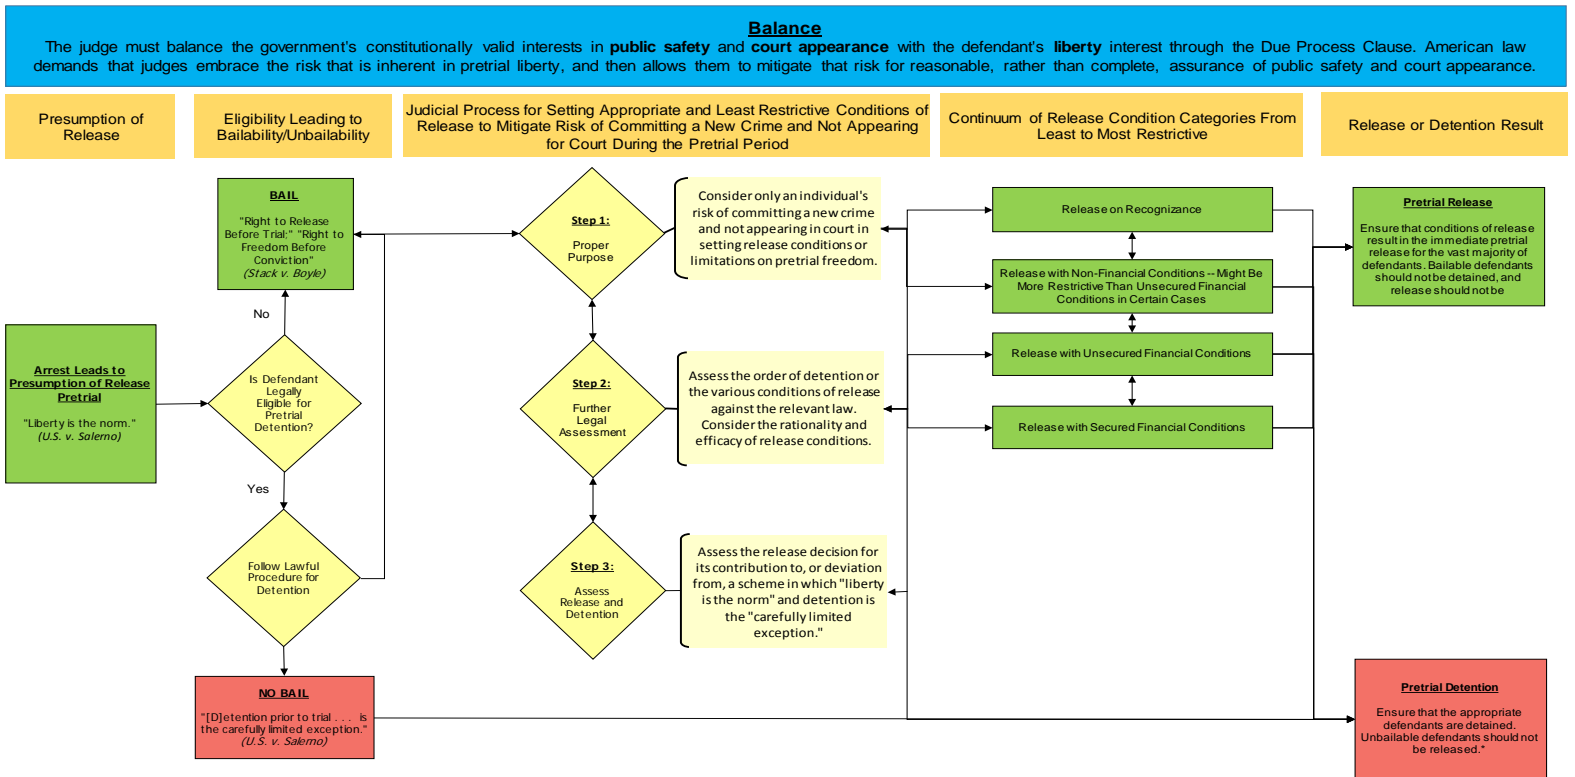 Balance
The judge must balance the government's constitutionally valid interests in public safety and court appearance with the defendant's liberty interest through the Due Process Clause. American law
demands that judges embrace the risk that is inherent in pretrial liberty, and then allows them to mitigate that risk for reasonable, rather than complete, assurance of public safety and court appearance.
Presumption of
Release
Eligibility Leading to
Bailability/Unbailability
Judicial Process for Setting Appropriate and Least Restrictive Conditions of
Release to Mitigate Risk of Committing a New Crime and Not Appearing
for Court During the Pretrial Period
Continuum of Release Condition Categories From
Least to Most Restrictive
Release or Detention Result
Arrest Leads to
Presumption of Release
Pretrial
"Liberty is the norm."
(U.S. v. Salerno)
BAIL
"Right to Release
Before Trial;" "Right to
Freedom Before
Conviction"
(Stack v. Boyle)
No
Is Defendant
Legally
Eligible for
Pretrial
Detention?
Yes
Follow Lawful
Procedure for
Detention
NO BAIL
"[D]etention prior to trial . . . is
the carefully limited exception."
(U.S. v. Salerno)
Step 1:
Proper
Purpose
Consider only an individual's
risk of committing a new crime
and not appearing in court in
setting release conditions or
limitations on pretrial freedom.
Step 2:
Further
Legal
Assessment
Assess the order of detention or
the various conditions of release
against the relevant law.
Consider the rationality and
efficacy of release conditions.
Step 3:
Assess
Release and
Detention
Assess the release decision for
its contribution to, or deviation
from, a scheme in which "liberty
is the norm" and detention is
the "carefully limited
exception."
Release on Recognizance
Release with Non-Financial Conditions -- Might Be
More Restrictive Than Unsecured Financial
Conditions in Certain Cases
Release with Unsecured Financial Conditions
Release with Secured Financial Conditions
Pretrial Release
Ensure that conditions of release
result in the immediate pretrial
release for the vast majority of
defendants. Bailable defendants
should not be detained, and
release should not be
Pretrial Detention
Ensure that the appropriate
defendants are detained.
Unbailable defendants should not
be released.*